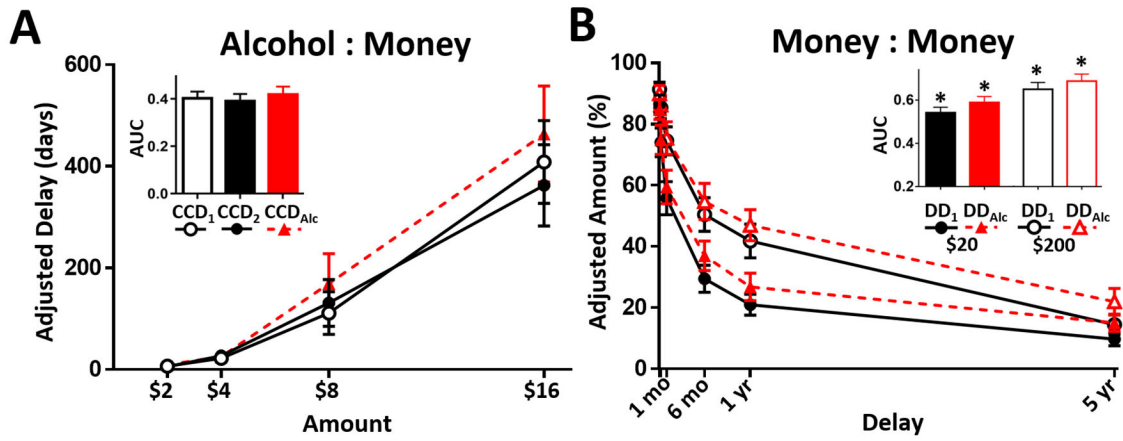 A
Alcohol : Money
Adjusted Delay (days)
600
400
200
0
AUC
0.4
0.2
0.0
CCD1 CCD2 CCDAlc
$2 $4 $8 $16
Amount
B
Money : Money
Adjusted Amount (%)
100
80
60
40
20
0
AUC
0.6
0.4
0.2
* * * *
DD1 DDAlc DD1 DDAlc
$20 $200
1 mo 6 mo 1 yr 5 yr
Delay